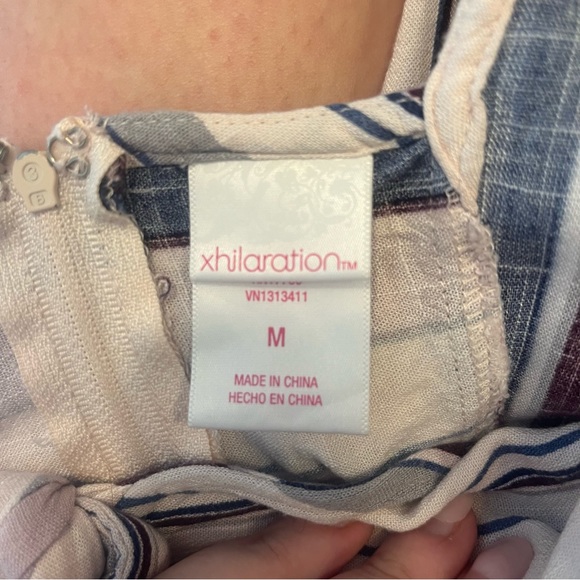 xhilaration™
VN1313411
M
MADE IN CHINA
HECHO EN CHINA